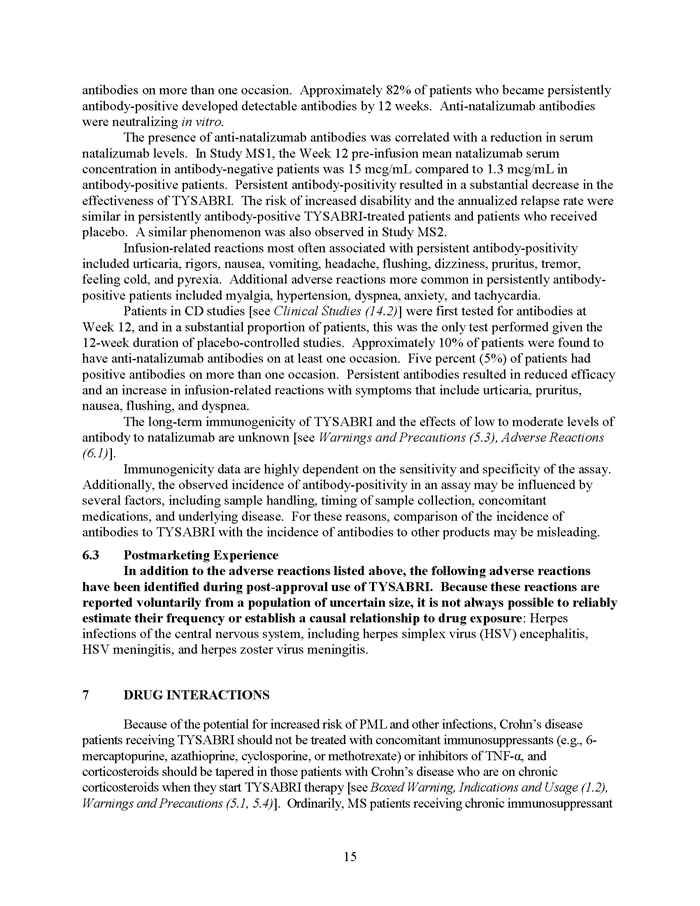 antibodies on more than one occasion.  Approximately 82% of patients who became persistently
antibody-positive developed detectable antibodies by 12 weeks.  Anti-natalizumab antibodies
were neutralizing in vitro.
The presence of anti-natalizumab antibodies was correlated with a reduction in serum
natalizumab levels.  In Study MS1, the Week 12 pre-infusion mean natalizumab serum
concentration in antibody-negative patients was 15 mcg/mL compared to 1.3 mcg/mL in
antibody-positive patients.  Persistent antibody-positivity resulted in a substantial decrease in the
effectiveness of TYSABRI.  The risk of increased disability and the annualized relapse rate were
similar in persistently antibody-positive TYSABRI-treated patients and patients who received
placebo.  A similar phenomenon was also observed in Study MS2.
Infusion-related reactions most often associated with persistent antibody-positivity
included urticaria, rigors, nausea, vomiting, headache, flushing, dizziness, pruritus, tremor,
feeling cold, and pyrexia.  Additional adverse reactions more common in persistently antibody-
positive patients included myalgia, hypertension, dyspnea, anxiety, and tachycardia.
Patients in CD studies [see Clinical Studies (14.2)] were first tested for antibodies at
Week 12, and in a substantial proportion of patients, this was the only test performed given the
12-week duration of placebo-controlled studies.  Approximately 10% of patients were found to
have anti-natalizumab antibodies on at least one occasion.  Five percent (5%) of patients had
positive antibodies on more than one occasion.  Persistent antibodies resulted in reduced efficacy
and an increase in infusion-related reactions with symptoms that include urticaria, pruritus,
nausea, flushing, and dyspnea.
The long-term immunogenicity of TYSABRI and the effects of low to moderate levels of
antibody to natalizumab are unknown [see Warnings and Precautions (5.3), Adverse Reactions
(6.1)].
Immunogenicity data are highly dependent on the sensitivity and specificity of the assay.
Additionally, the observed incidence of antibody-positivity in an assay may be influenced by
several factors, including sample handling, timing of sample collection, concomitant
medications, and underlying disease.  For these reasons, comparison of the incidence of
antibodies to TYSABRI with the incidence of antibodies to other products may be misleading.
6.3 Postmarketing Experience
In addition to the adverse reactions listed above, the following adverse reactions
have been identified during post-approval use of TYSABRI.  Because these reactions are
reported voluntarily from a population of uncertain size, it is not always possible to reliably
estimate their frequency or establish a causal relationship to drug exposure: Herpes
infections of the central nervous system, including herpes simplex virus (HSV) encephalitis,
HSV meningitis, and herpes zoster virus meningitis.
7 DRUG INTERACTIONS
Because of the potential for increased risk of PML and other infections, Crohn’s disease
patients receiving TYSABRI should not be treated with concomitant immunosuppressants (e.g., 6-
mercaptopurine, azathioprine, cyclosporine, or methotrexate) or inhibitors of TNF-α, and
corticosteroids should be tapered in those patients with Crohn’s disease who are on chronic
corticosteroids when they start TYSABRI therapy [see Boxed Warning, Indications and Usage (1.2),
Warnings and Precautions (5.1, 5.4)].  Ordinarily, MS patients receiving chronic immunosuppressant
15